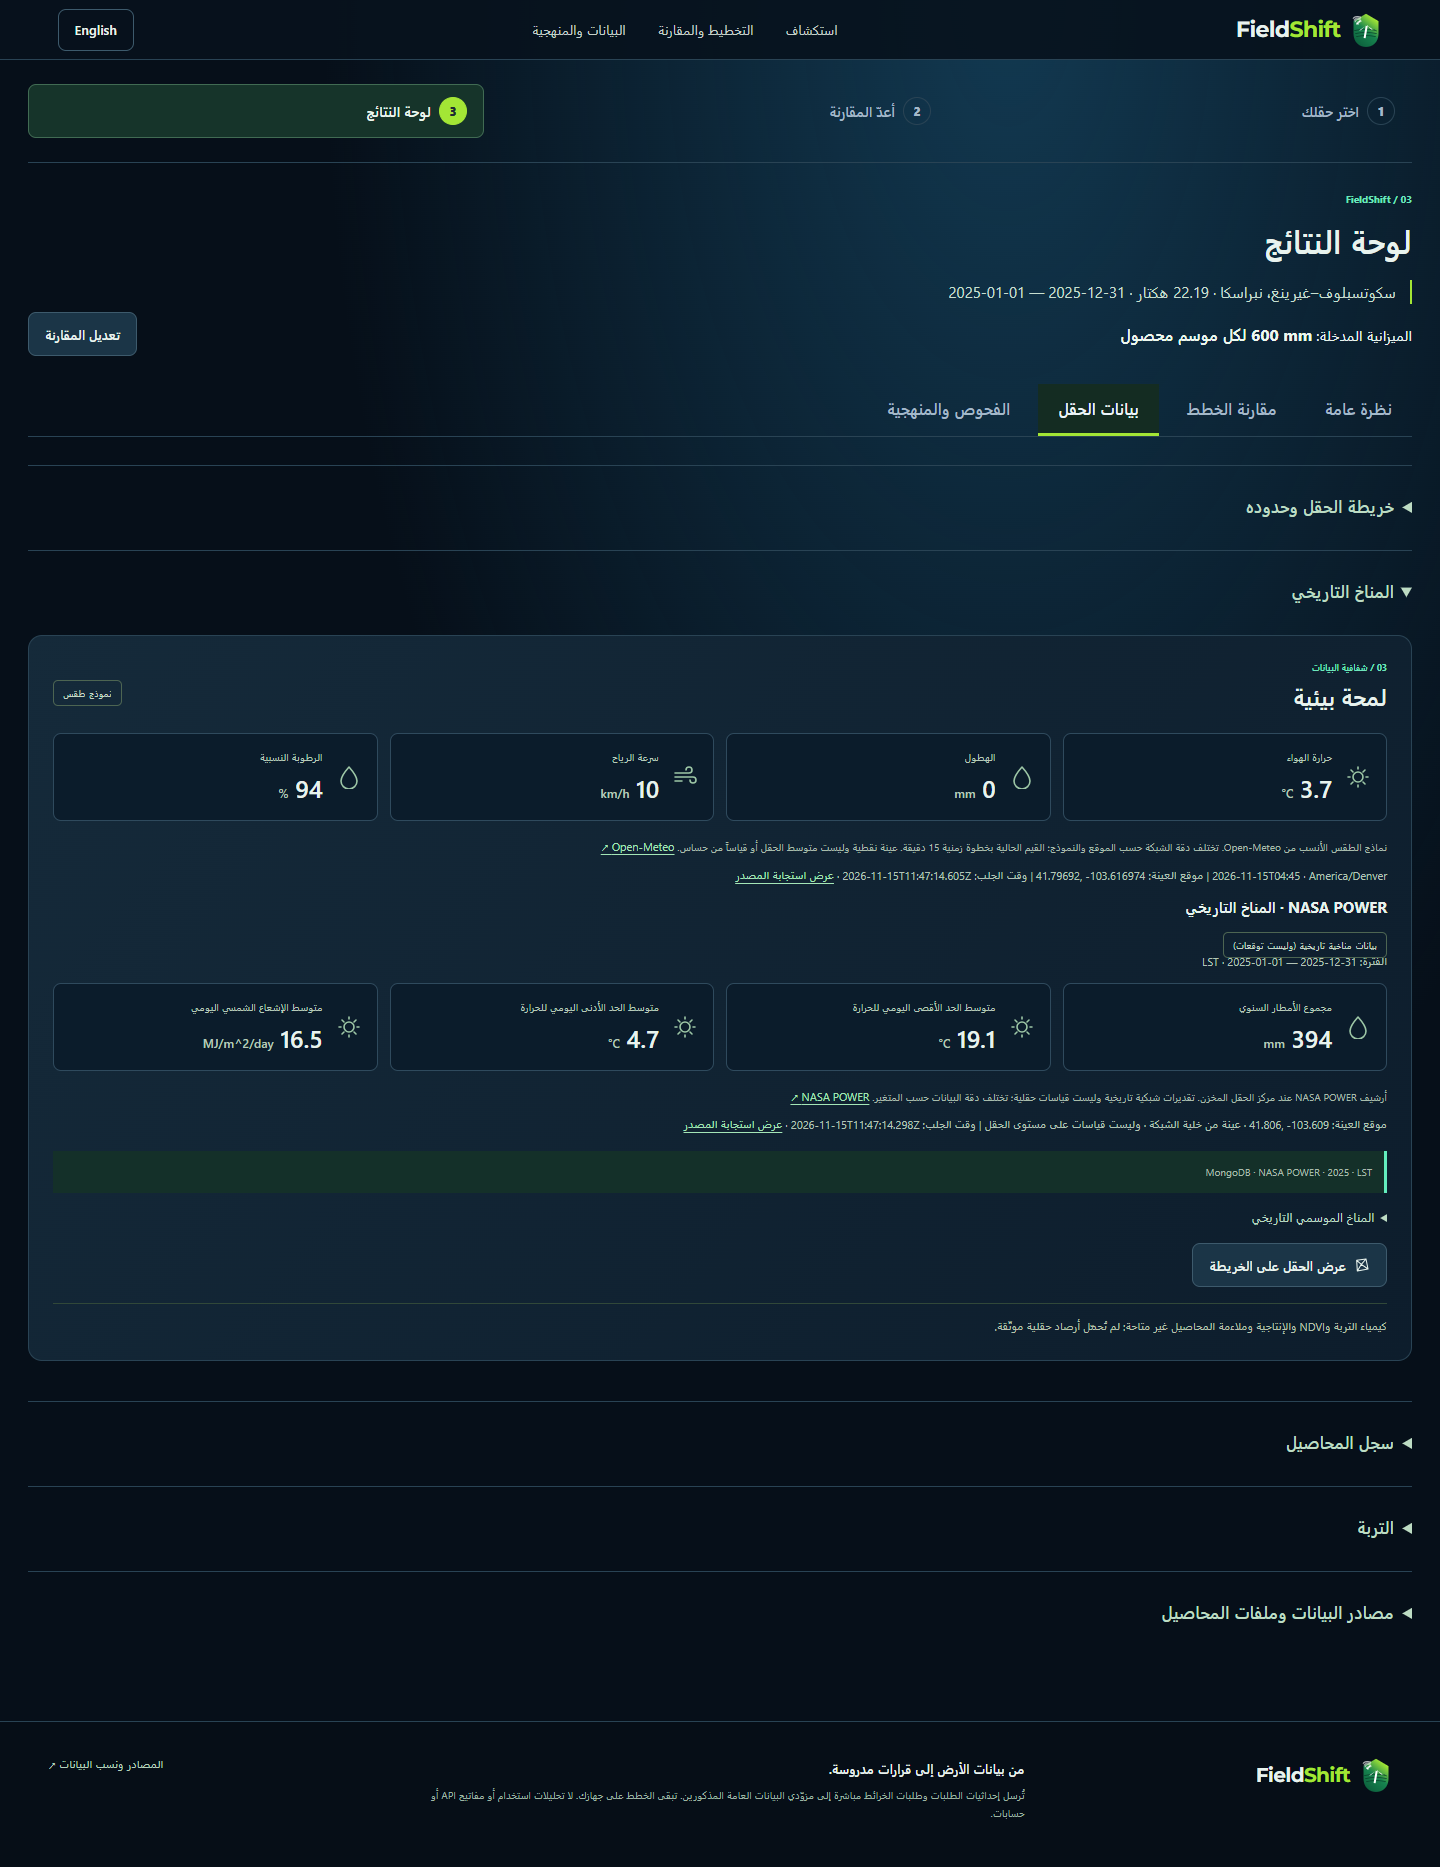 FieldShift
استكشاف
التخطيط والمقارنة
البيانات والمنهجية
English
1 اختر حقلك
2 أعدّ المقارنة
3 لوحة النتائج
FieldShift / 03
لوحة النتائج
سكوتسبلوف–غيرينغ، نبراسكا · 22.19 هكتار · 2025-12-31 — 2025-01-01
الميزانية المدخلة: 600 mm لكل موسم محصول
تعديل المقارنة
نظرة عامة
مقارنة الخطط
بيانات الحقل
الفحوص والمنهجية
خريطة الحقل وحدوده
المناخ التاريخي
03 / شفافية البيانات
لمحة بيئية
نموذج طقس
حرارة الهواء
3.7 °C
الهطول
0 mm
سرعة الرياح
10 km/h
الرطوبة النسبية
94 %
نماذج الطقس الأنسب من Open-Meteo. تختلف دقة الشبكة حسب الموقع والنموذج؛ القيم الحالية بخطوة زمنية 15 دقيقة. عينة نقطية وليست متوسط الحقل أو قياساً من حساس. Open-Meteo ↗
2026-11-15T04:45 · America/Denver | موقع العينة: 41.79692, -103.616974 | وقت الجلب: 2026-11-15T11:47:14.605Z · عرض استجابة المصدر
NASA POWER · المناخ التاريخي
بيانات مناخية تاريخية (وليست توقعات)
الفترة: 2025-12-31 — 2025-01-01 · LST
مجموع الأمطار السنوي
394 mm
متوسط الحد الأقصى اليومي للحرارة
19.1 °C
متوسط الحد الأدنى اليومي للحرارة
4.7 °C
متوسط الإشعاع الشمسي اليومي
16.5 MJ/m^2/day
أرشيف NASA POWER عند مركز الحقل المخزن. تقديرات شبكية تاريخية وليست قياسات حقلية؛ تختلف دقة البيانات حسب المتغير. NASA POWER ↗
موقع العينة: 41.806, -103.609 · عينة من خلية الشبكة · وليست قياسات على مستوى الحقل | وقت الجلب: 2026-11-15T11:47:14.298Z · عرض استجابة المصدر
MongoDB · NASA POWER · 2025 · LST
المناخ الموسمي التاريخي
عرض الحقل على الخريطة
كيمياء التربة وNDVI والإنتاجية وملاءمة المحاصيل غير متاحة؛ لم تُحمّل أرصاد حقلية موثّقة.
سجل المحاصيل
التربة
مصادر البيانات وملفات المحاصيل
FieldShift
من بيانات الأرض إلى قرارات مدروسة.
تُرسل إحداثيات الطلبات وطلبات الخرائط مباشرة إلى مزوّدي البيانات العامة المذكورين. تبقى الخطط على جهازك. لا تحليلات استخدام أو مفاتيح API أو
حسابات.
المصادر ونسب البيانات ↗